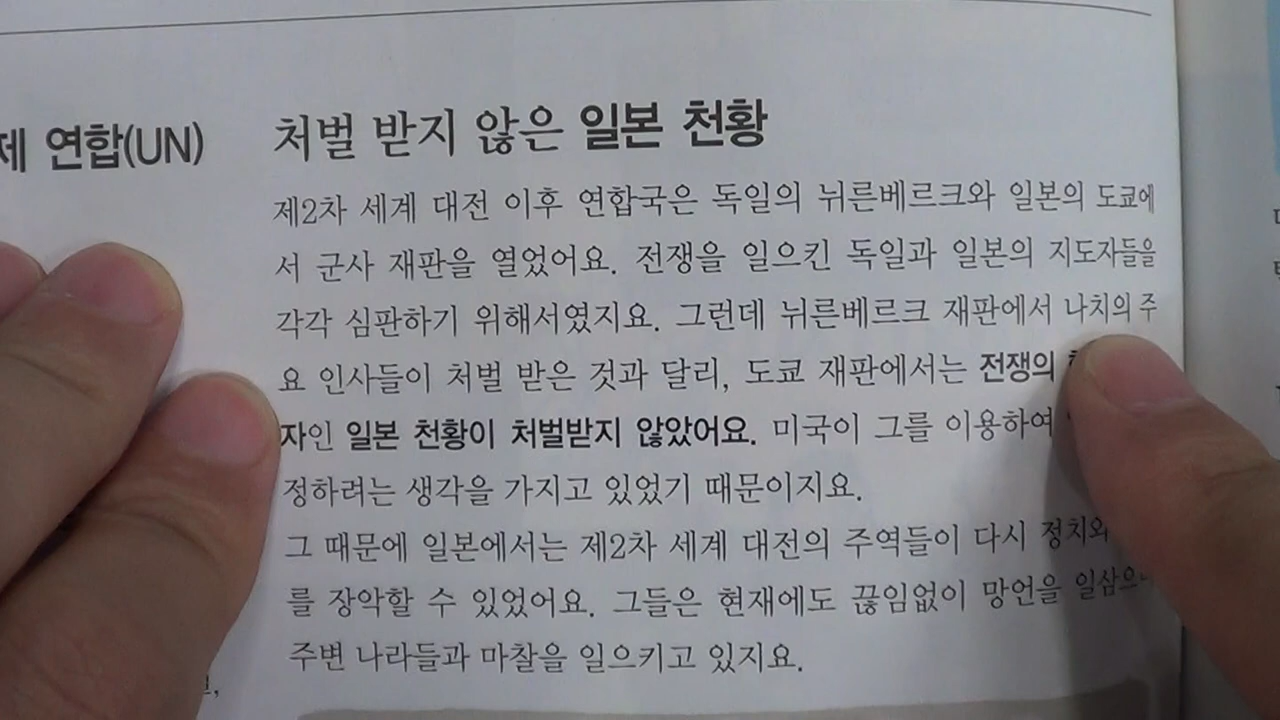 제 연합(UN)
처벌 받지 않은 일본 천황
제2차 세계 대전 이후 연합국은 독일의 뉘른베르크와 일본의 도쿄에
서 군사 재판을 열었어요. 전쟁을 일으킨 독일과 일본의 지도자들을
각각 심판하기 위해서였지요. 그런데 뉘른베르크 재판에서 나치의 주
요 인사들이 처벌 받은 것과 달리, 도쿄 재판에서는 전쟁의
자인 일본 천황이 처벌받지 않았어요. 미국이 그를 이용하여
정하려는 생각을 가지고 있었기 때문이지요.
그 때문에 일본에서는 제2차 세계 대전의 주역들이 다시 정치와
를 장악할 수 있었어요. 그들은 현재에도 끊임없이 망언을 일삼으
주변 나라들과 마찰을 일으키고 있지요.